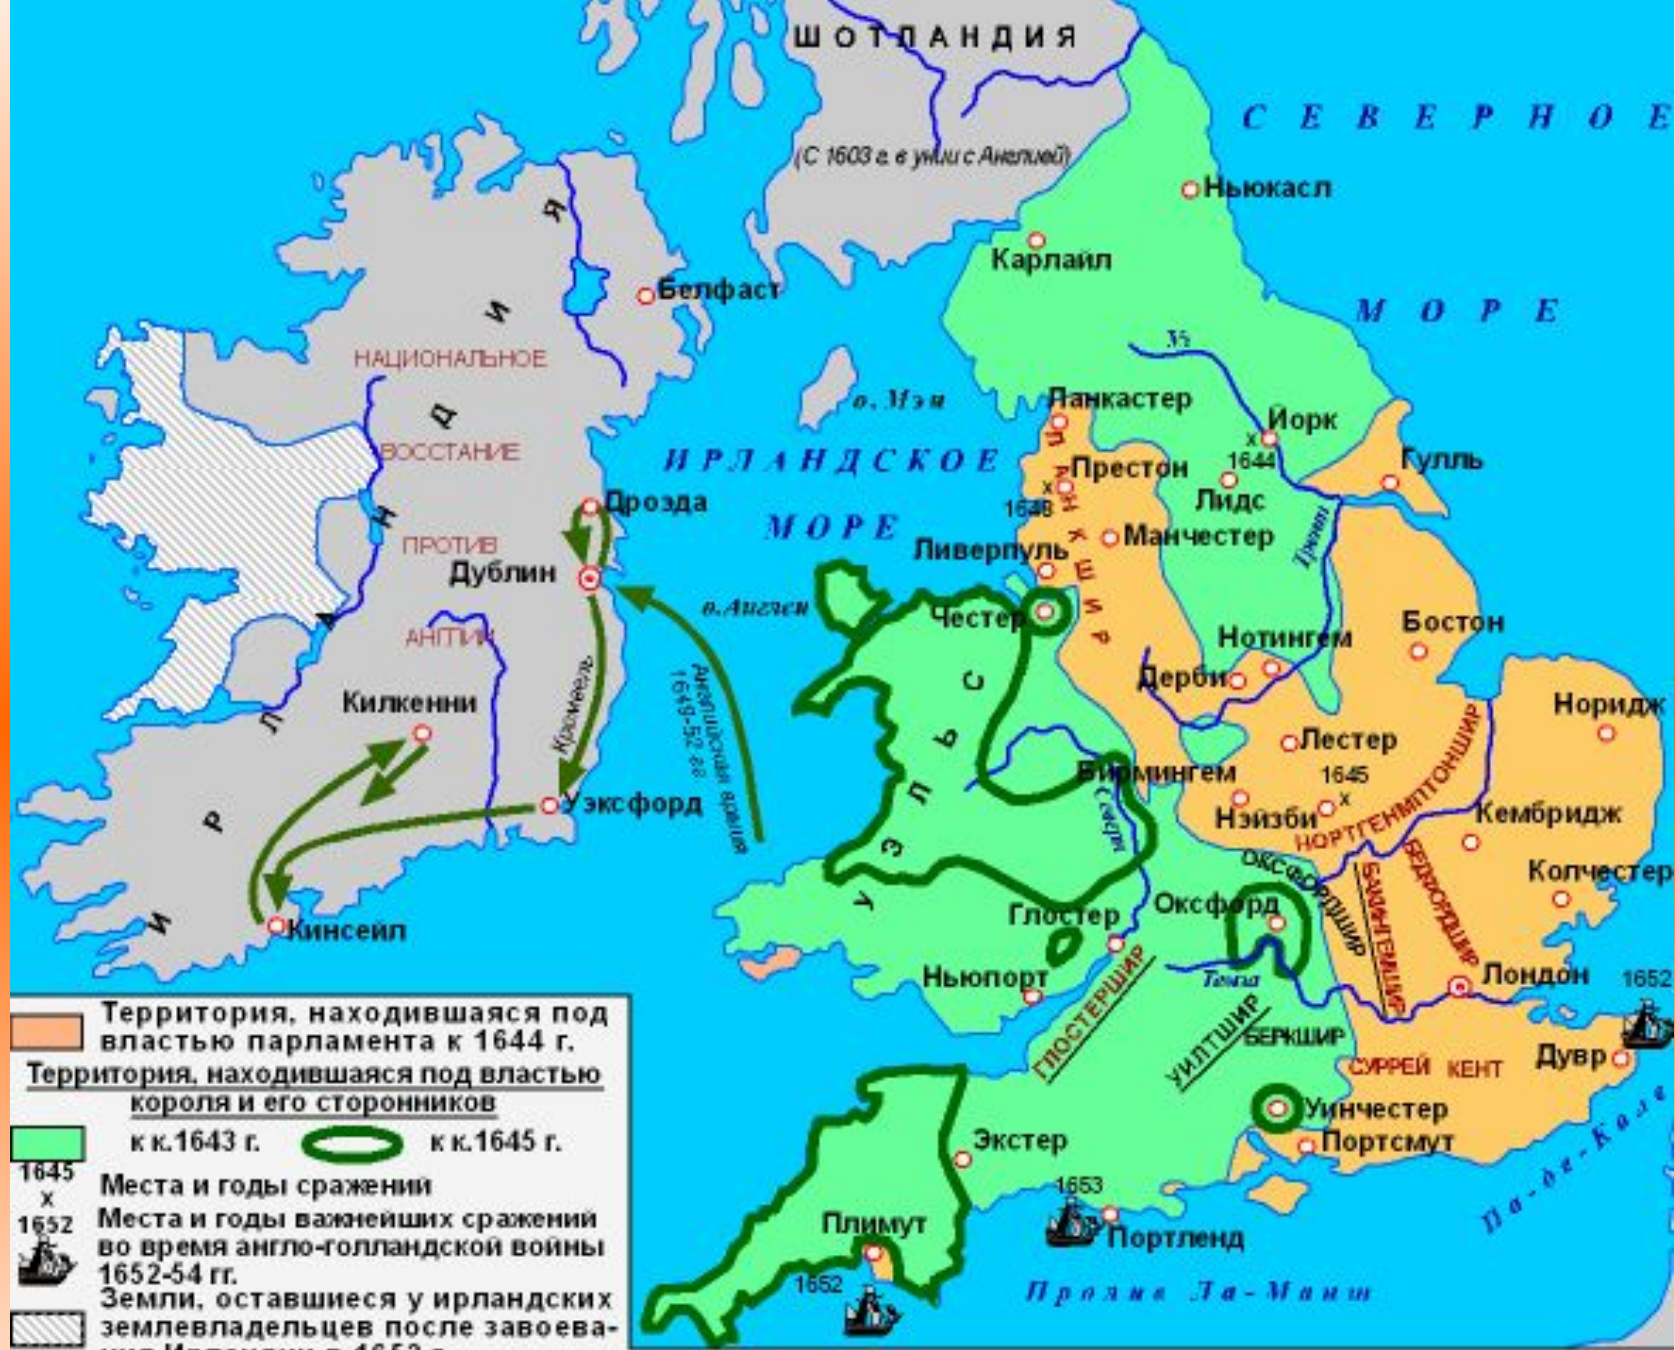 ШОТЛАНДИЯ
(С 1603 г. в унии с Англией)
СЕВЕРНОЕ
МОРЕ
Ньюкасл
Карлайл
ИРЛАНДИЯ
Белфаст
НАЦИОНАЛЬНОЕ
ВОССТАНИЕ
ПРОТИВ
АНГЛИИ
о. Мэн
ИРЛАНДСКОЕ
МОРЕ
Уз
Ланкастер
Йорк
x
1644
Гулль
Престон
x
1648
Лидс
ЛАНКШИР
Манчестер
Трент
Ливерпуль
Дроэда
Дублин
о.Англси
Честер
Нотингем
Бостон
Дерби
Килкенни
Кромвель
Английская армия
1649-52 гг
УЭЛЬС
Норидж
Лестер
1645
x
Бирмингем
Нэйзби
НОРТГЕНМПТОНШИР
Северн
Кембридж
Уэксфорд
ОКСФОРДШИР
БАКИНГЕМШИР
БЕДФОРДШИР
Колчестер
Глостер
Оксфорд
Кинсейл
Ньюпорт
Темза
Лондон
1652
ГЛОСТЕРШИР
УИЛТШИР
БЕРКШИР
СУРРЕЙ КЕНТ
Дувр
Уинчестер
Портсмут
Па-де-Кале
Экстер
1653
Портленд
Плимут
1652
Пролив Ла-Манш
Территория, находившаяся под
властью парламента к 1644 г.
Территория, находившаяся под властью
короля и его сторонников
к к.1643 г.
к к.1645 г.
1645
x
Места и годы сражений
1652
Места и годы важнейших сражений
во время англо-голландской войны
1652-54 гг.
Земли, оставшиеся у ирландских
землевладельцев после завоева-